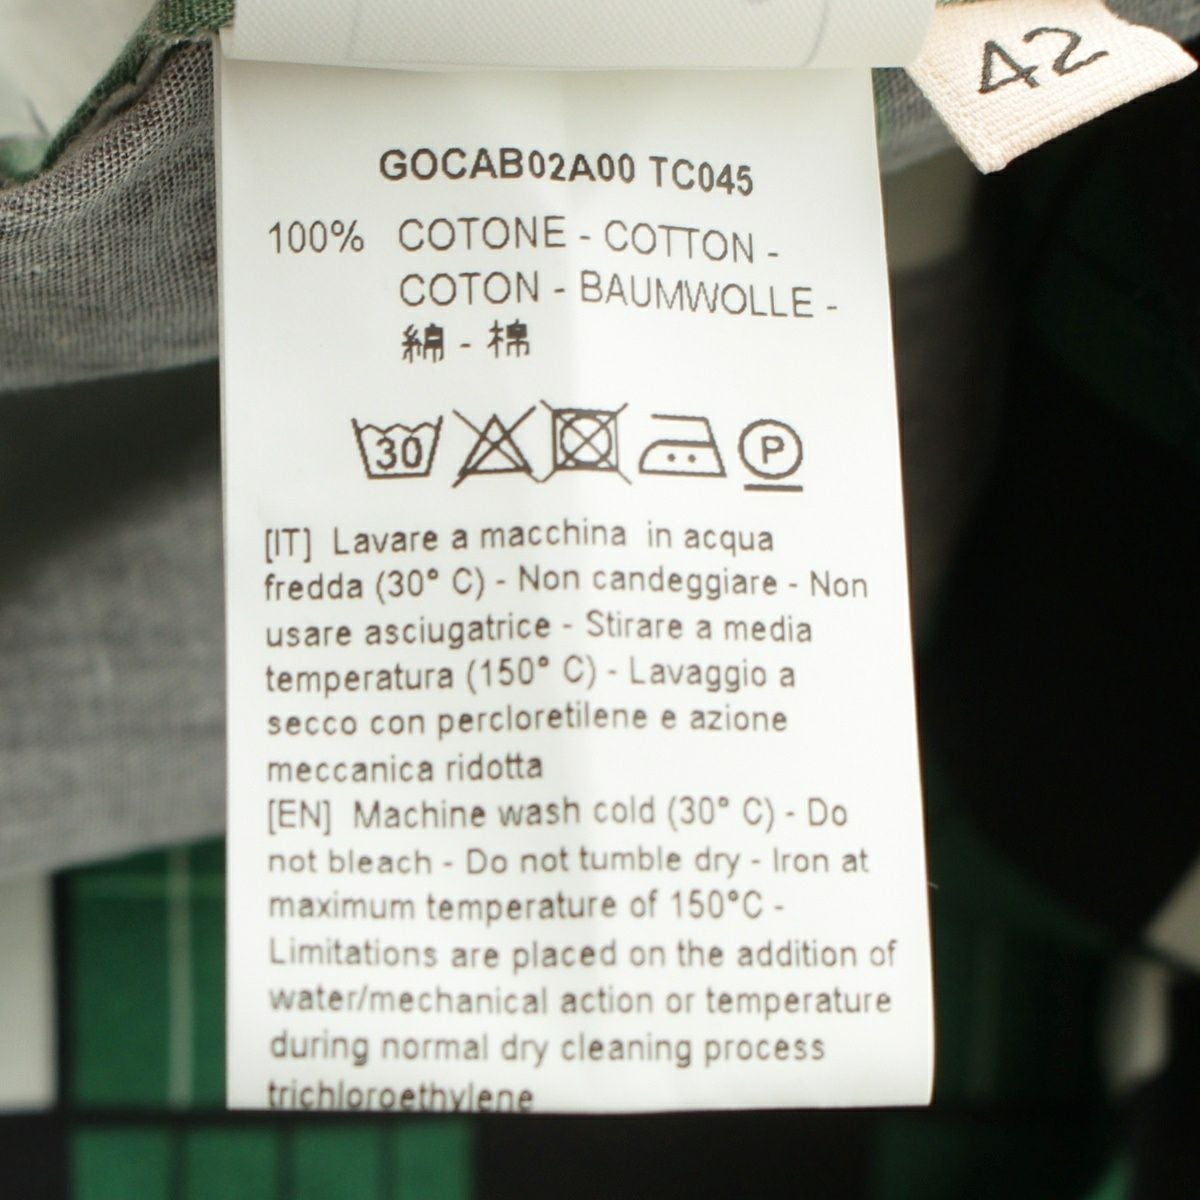 42
GOCAB02A00 TC045
100% COTONE - COTTON -
COTON - BAUMWOLLE -
綿 - 棉
30 P
[IT] Lavare a macchina in acqua
fredda (30° C) - Non candeggiare - Non
usare asciugatrice - Stirare a media
temperatura (150° C) - Lavaggio a
secco con percloretilene e azione
meccanica ridotta
[EN] Machine wash cold (30° C) - Do
not bleach - Do not tumble dry - Iron at
maximum temperature of 150°C -
Limitations are placed on the addition of
water/mechanical action or temperature
during normal dry cleaning process
trichloroethylene